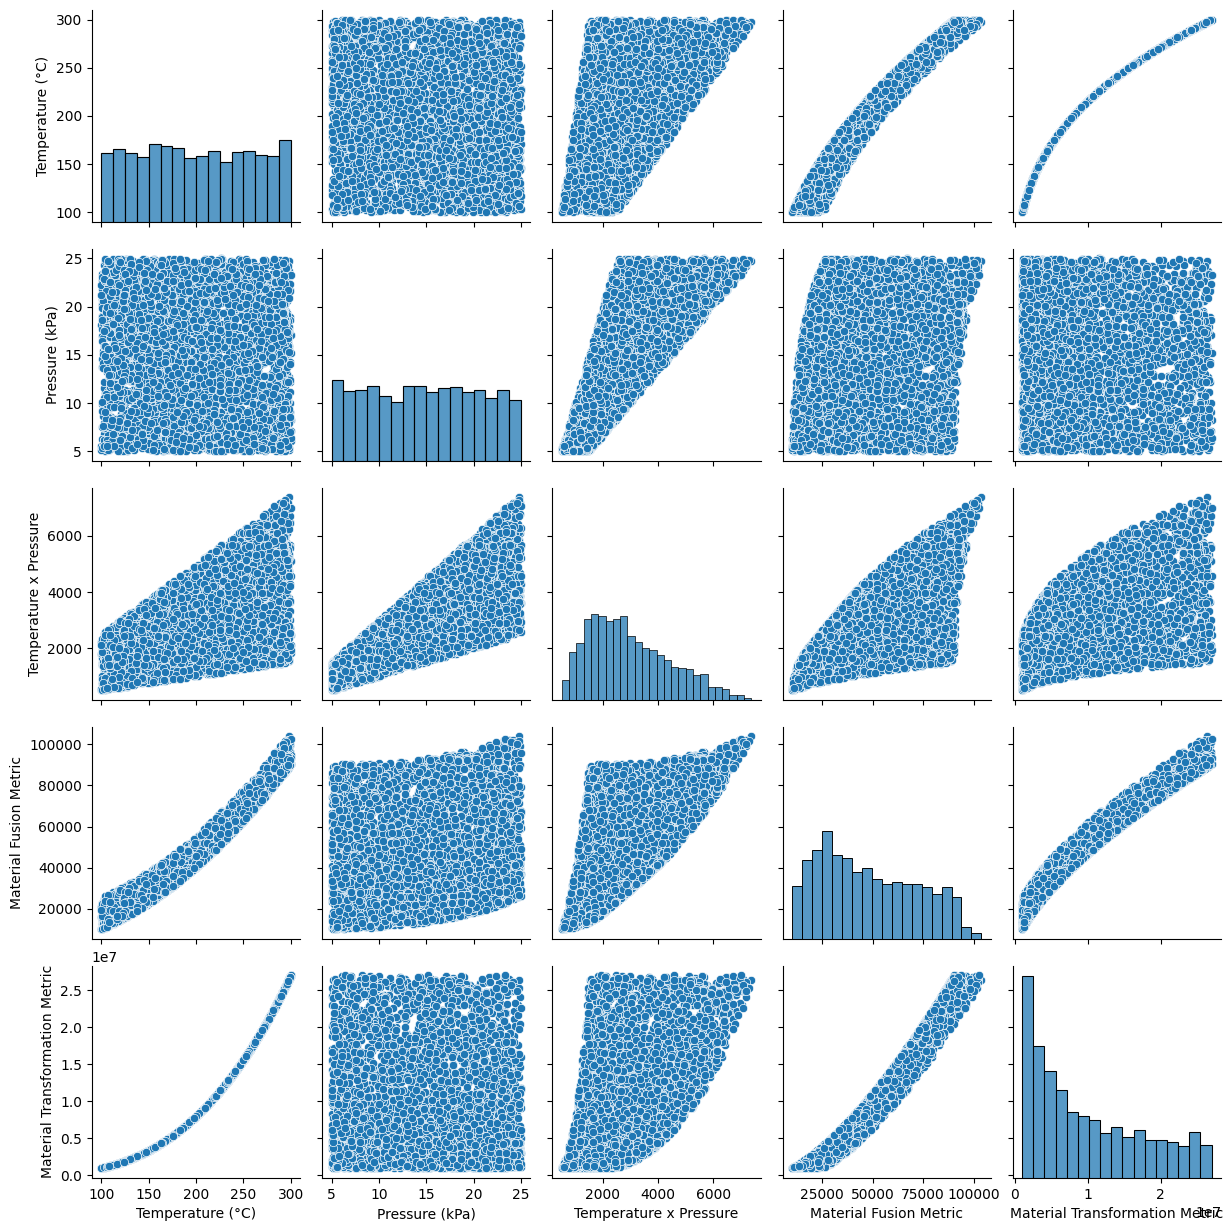 300
250
200
150
100
Temperature (°C)
25
20
15
10
5
Pressure (kPa)
6000
4000
2000
Temperature x Pressure
100000
80000
60000
40000
20000
Material Fusion Metric
1e7
2.5
2.0
1.5
1.0
0.5
0.0
Material Transformation Metric
100 150 200 250 300
5 10 15 20 25
2000 4000 6000
25000 50000 75000 100000
0 1 2
1e7
Temperature (°C)
Pressure (kPa)
Temperature x Pressure
Material Fusion Metric
Material Transformation Metric